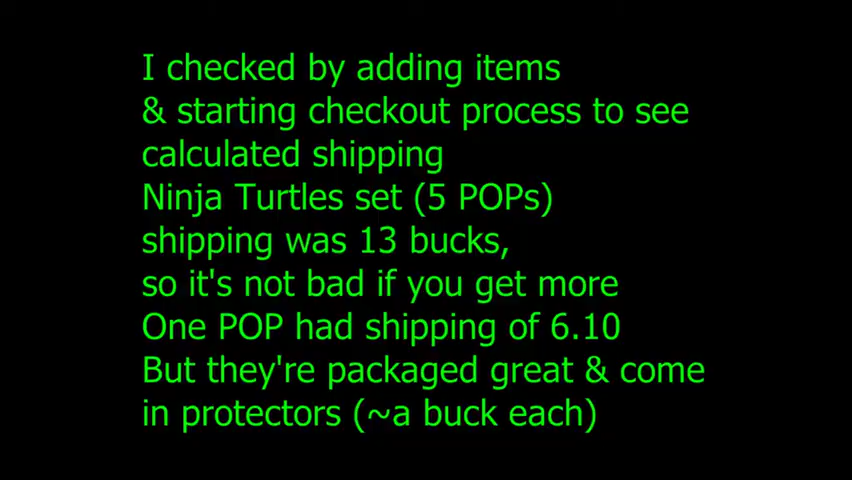 I checked by adding items
& starting checkout process to see
calculated shipping
Ninja Turtles set (5 POPs)
shipping was 13 bucks,
so it's not bad if you get more
One POP had shipping of 6.10
But they're packaged great & come
in protectors (~a buck each)